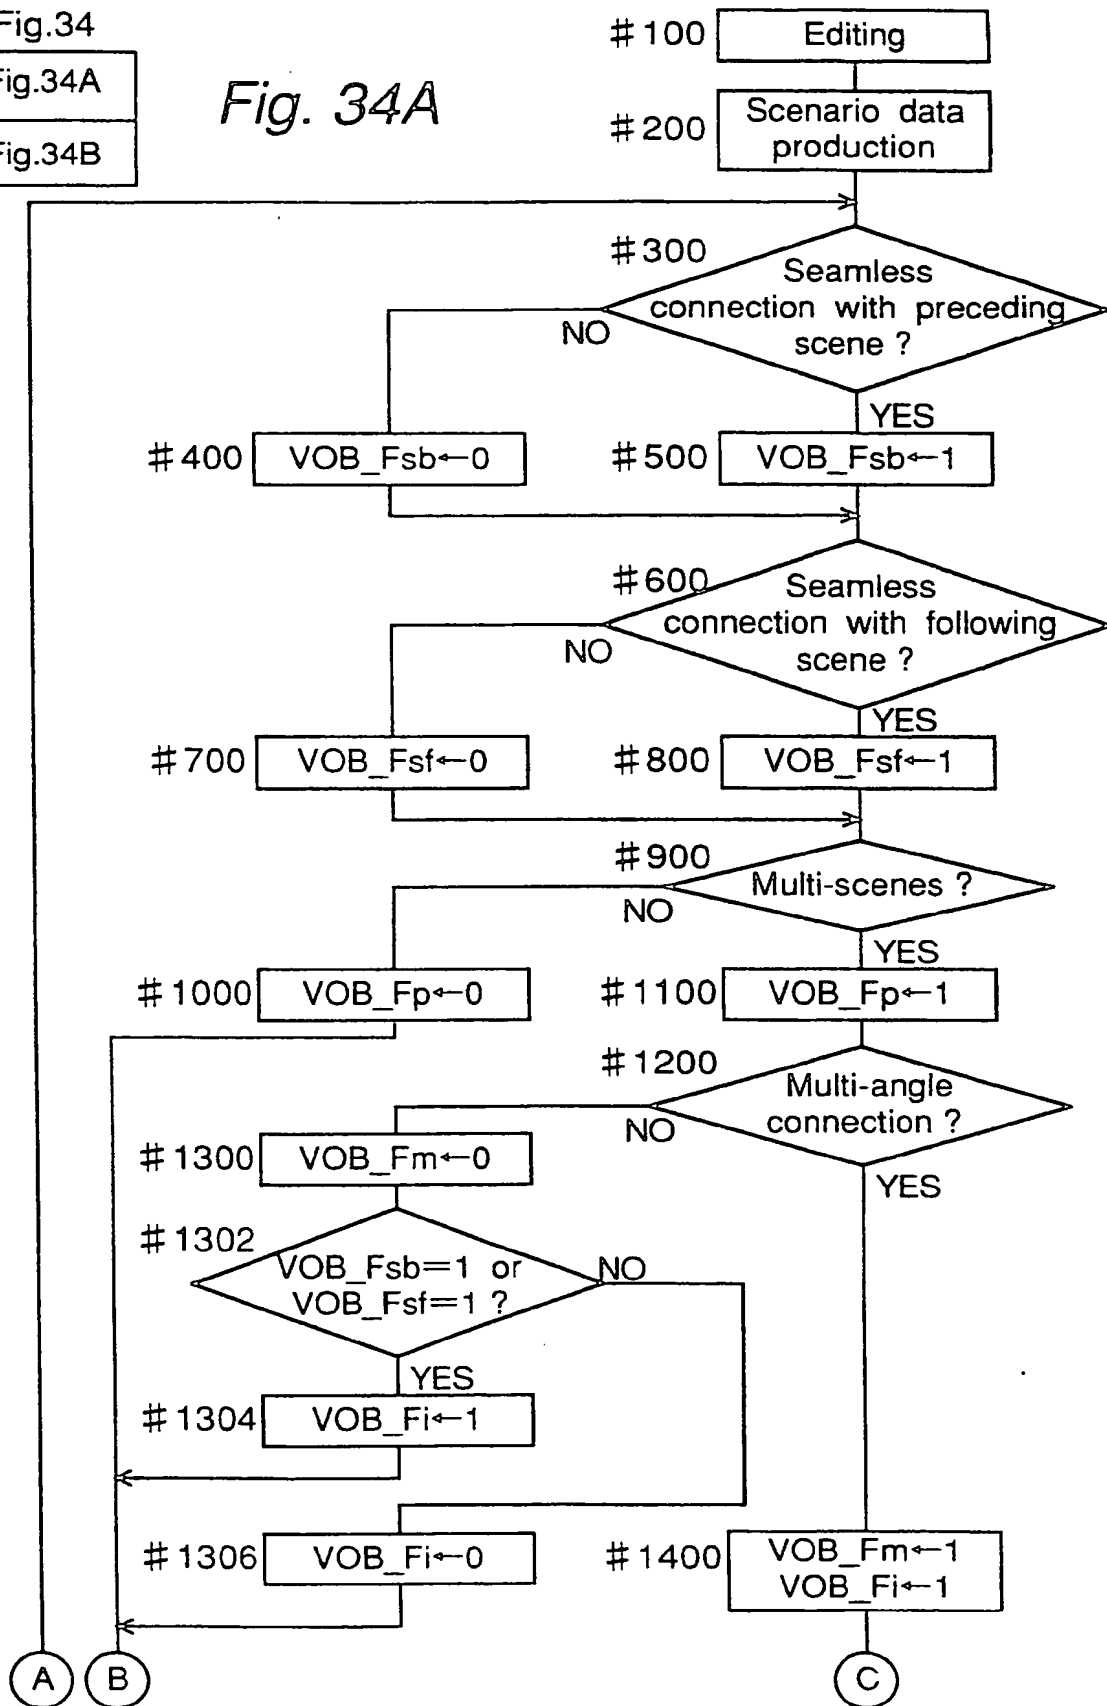 Fig.34
Fig.34A
Fig.34B
Fig. 34A
#100
Editing
#200
Scenario data
production
#300
Seamless
connection with preceding
scene ?
NO
YES
#400
VOB_Fsb←0
#500
VOB_Fsb←1
#600
Seamless
connection with following
scene ?
NO
YES
#700
VOB_Fsf←0
#800
VOB_Fsf←1
#900
Multi-scenes ?
NO
YES
#1000
VOB_Fp←0
#1100
VOB_Fp←1
#1200
Multi-angle
connection ?
NO
YES
#1300
VOB_Fm←0
#1302
VOB_Fsb=1 or
VOB_Fsf=1 ?
NO
YES
#1304
VOB_Fi←1
#1306
VOB_Fi←0
#1400
VOB_Fm←1
VOB_Fi←1
A
B
C